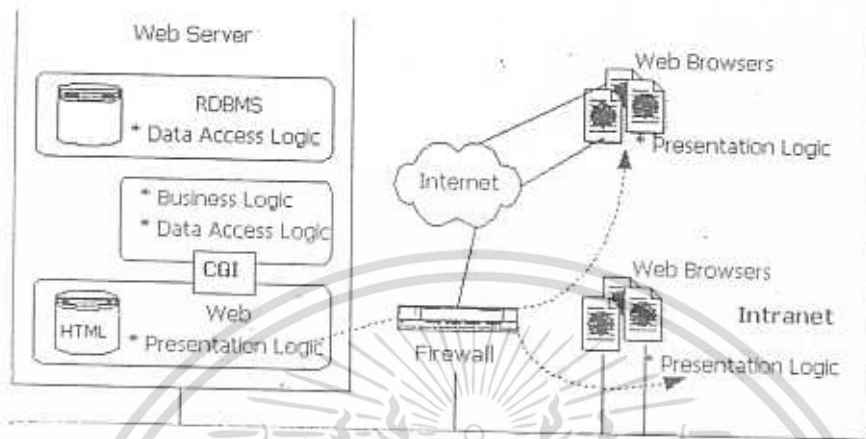 Web Server
RDBMS
* Data Access Logic
* Business Logic
* Data Access Logic
CGI
Web
HTML
* Presentation Logic
Internet
Firewall
Web Browsers
* Presentation Logic
Web Browsers
Intranet
* Presentation Logic